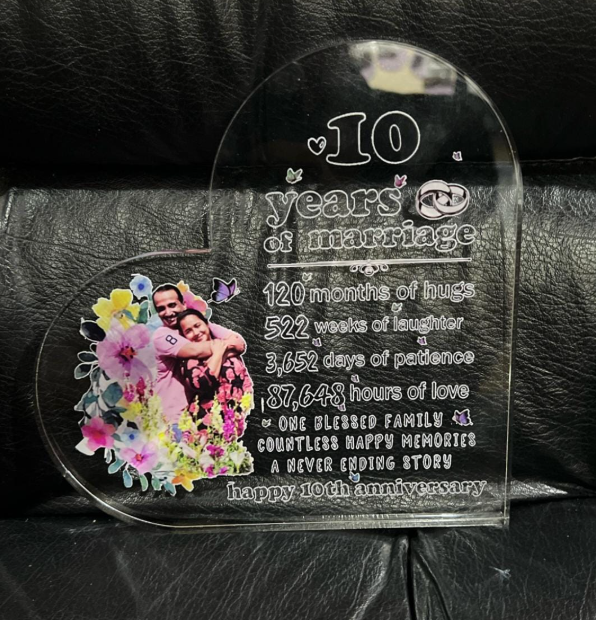 10
years
of marriage
120 months of hugs
522 weeks of laughter
3,652 days of patience
87,648 hours of love
ONE BLESSED FAMILY
COUNTLESS HAPPY MEMORIES
A NEVER ENDING STORY
happy 10th anniversary
8